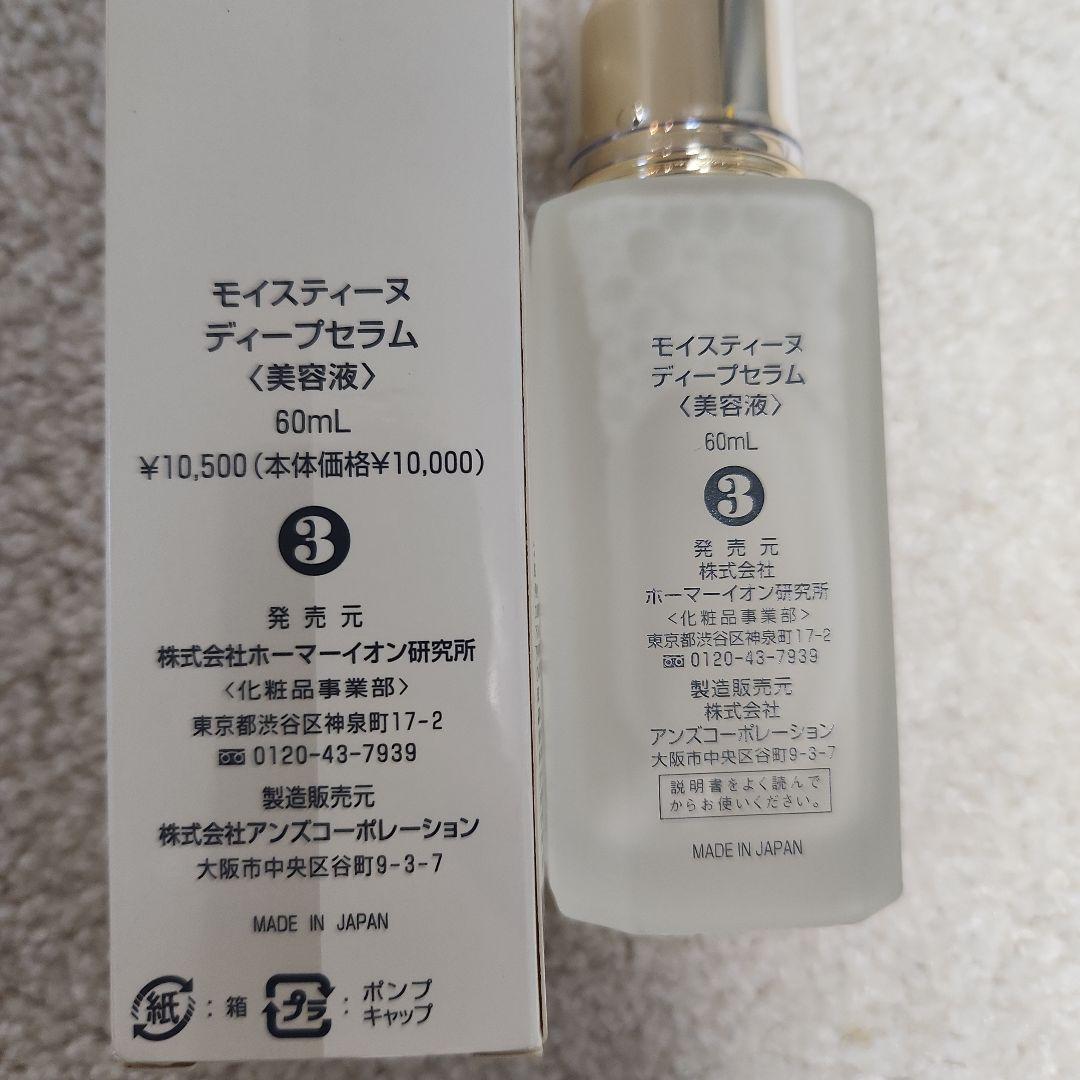 モイスティーヌ
ディープセラム
〈美容液〉
60mL
¥10,500(本体価格¥10,000)
3
発売元
株式会社ホーマーイオン研究所
〈化粧品事業部〉
東京都渋谷区神泉町17-2
0120-43-7939
製造販売元
株式会社アンズコーポレーション
大阪市中央区谷町9-3-7
MADE IN JAPAN
紙:箱 プラ:ポンプ
キャップ
モイスティーヌ
ディープセラム
〈美容液〉
60mL
3
発売元
株式会社
ホーマーイオン研究所
〈化粧品事業部〉
東京都渋谷区神泉町17-2
0120-43-7939
製造販売元
株式会社
アンズコーポレーション
大阪市中央区谷町9-3-7
説明書をよく読んで
からお使いください。
MADE IN JAPAN